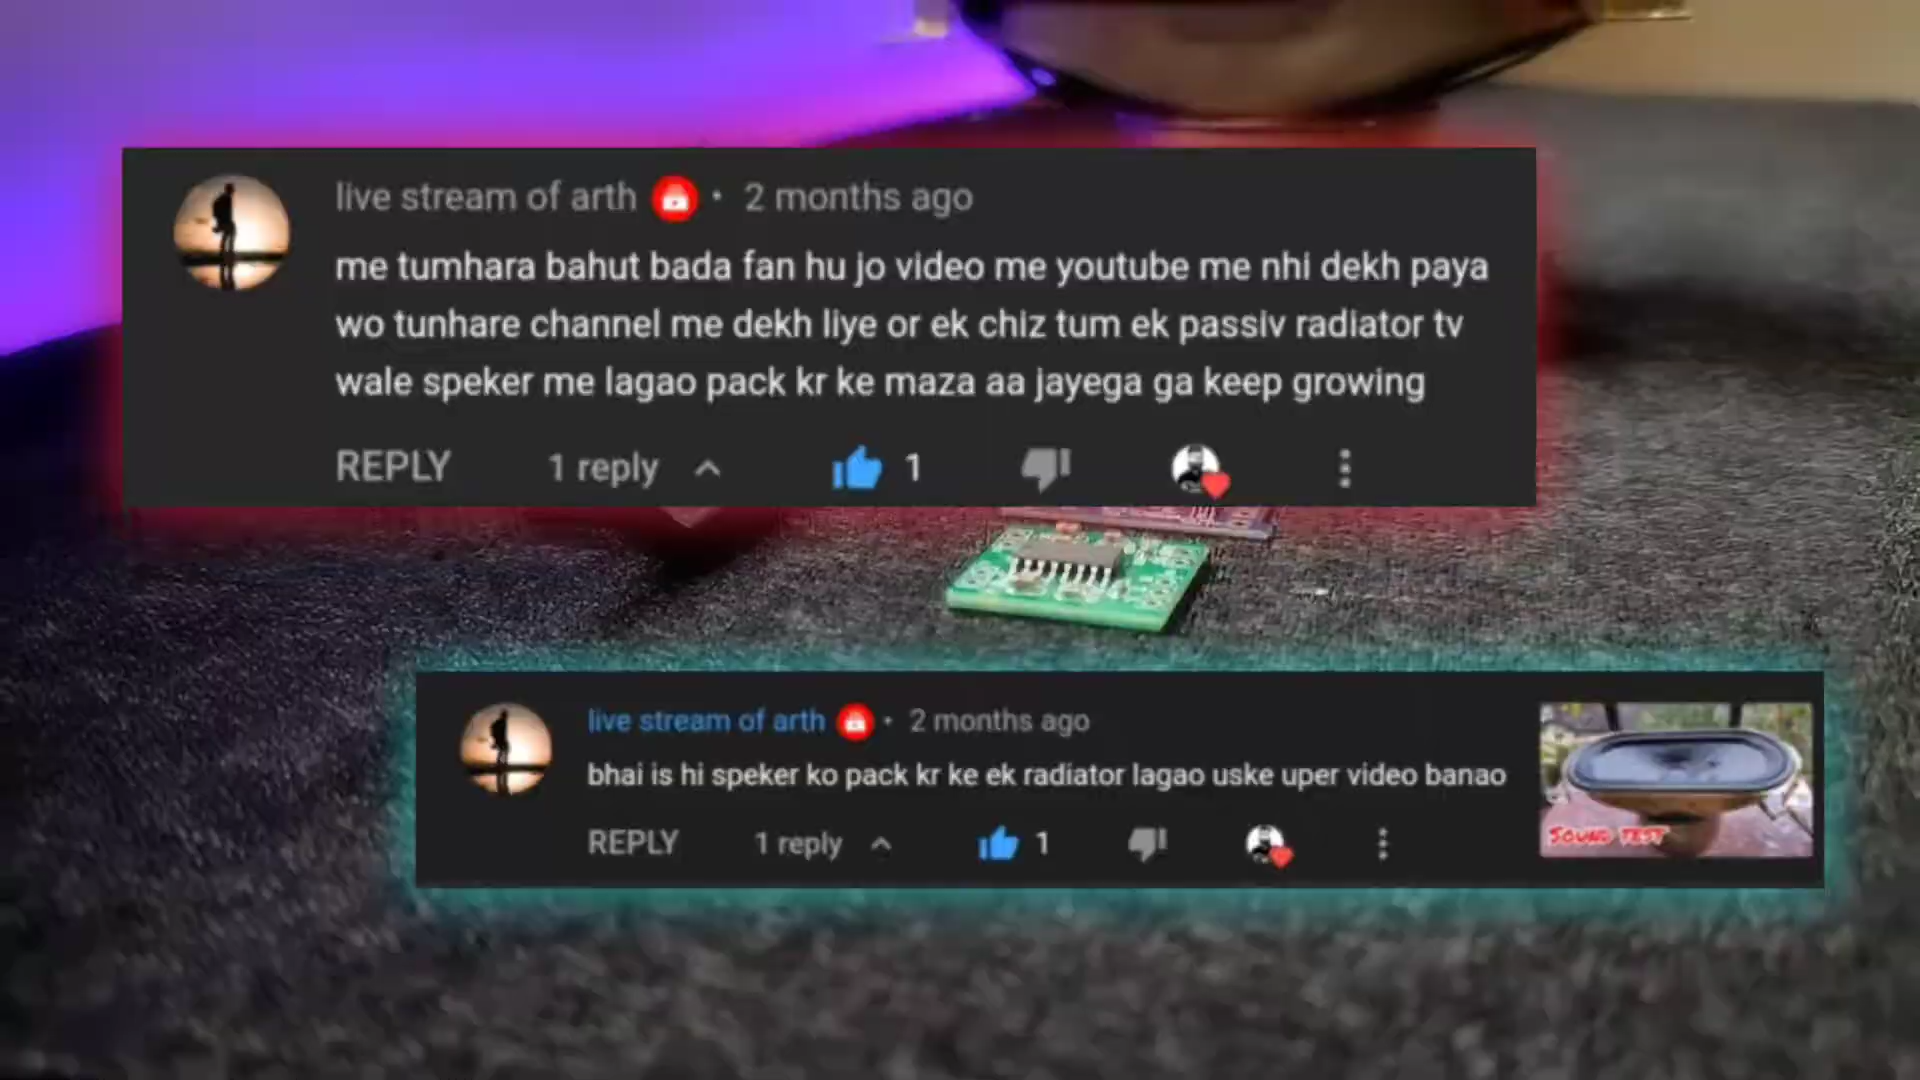 live stream of arth • 2 months ago
me tumhara bahut bada fan hu jo video me youtube me nhi dekh paya
wo tunhare channel me dekh liye or ek chiz tum ek passiv radiator tv
wale speker me lagao pack kr ke maza aa jayega ga keep growing
REPLY 1 reply 1
live stream of arth • 2 months ago
bhai is hi speker ko pack kr ke ek radiator lagao uske uper video banao
REPLY 1 reply 1
SOUND TEST